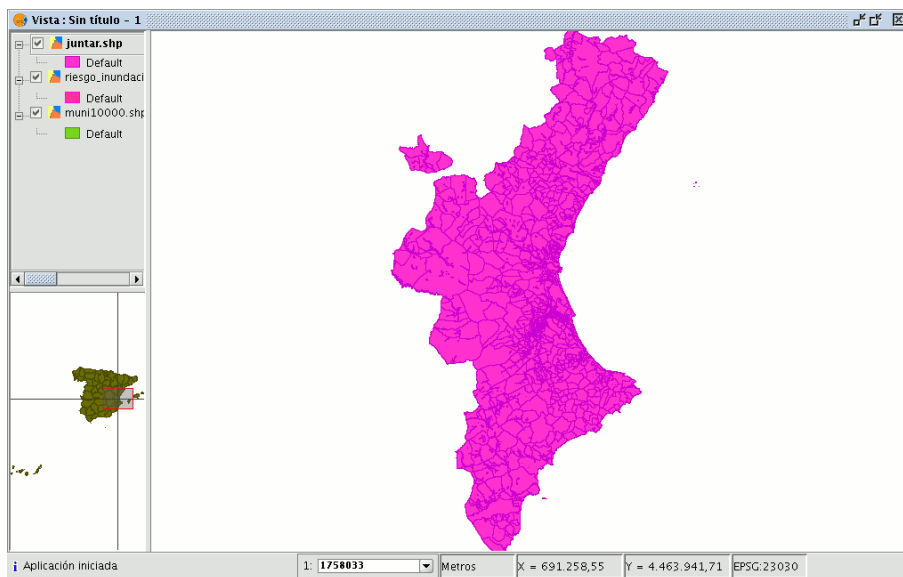 Vista : Sin título - 1
juntar.shp
Default
riesgo_inundaci
Default
muni10000.shp
Default
i Aplicación iniciada
1: 1758033
Metros
X = 691.258,55
Y = 4.463.941,71
EPSG:23030